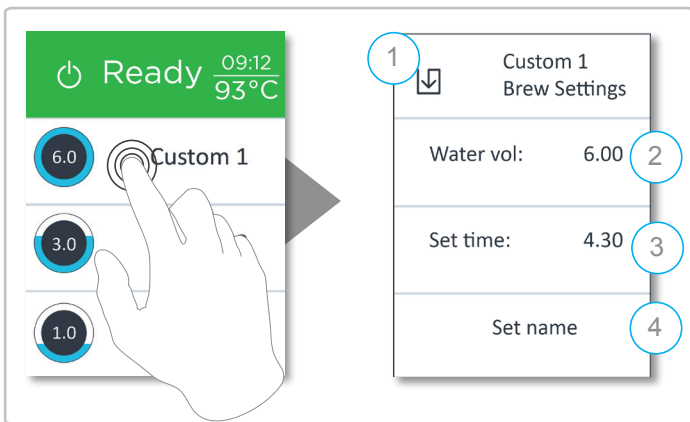 Ready
09:12
93°C
6.0
Custom 1
3.0
1.0
1
Custom 1
Brew Settings
Water vol: 6.00
2
Set time: 4.30
3
Set name
4